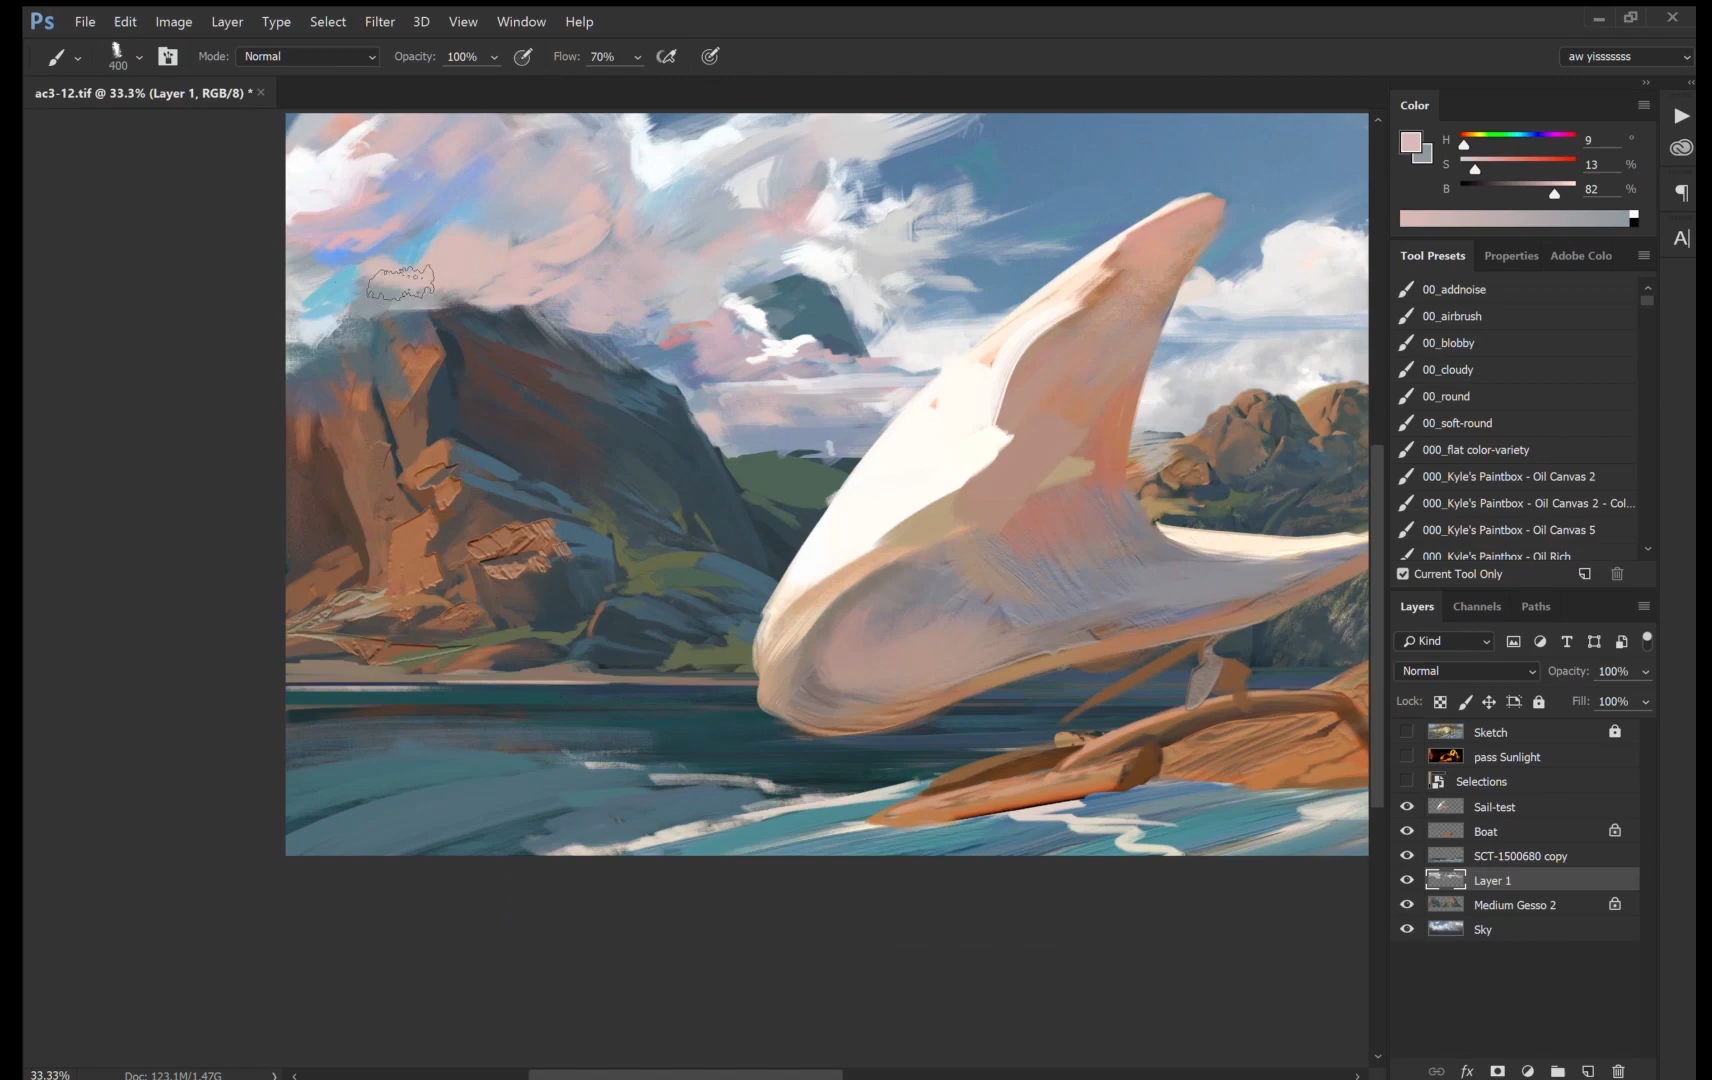 Ps File Edit Image Layer Type Select Filter 3D View Window Help
400 Mode: Normal Opacity: 100% Flow: 70% aw yisssssss
ac3-12.tif @ 33.3% (Layer 1, RGB/8) * ×
Color
H 9 °
S 13 %
B 82 %
Tool Presets Properties Adobe Colo
00_addnoise
00_airbrush
00_blobby
00_cloudy
00_round
00_soft-round
000_flat color-variety
000_Kyle's Paintbox - Oil Canvas 2
000_Kyle's Paintbox - Oil Canvas 2 - Col...
000_Kyle's Paintbox - Oil Canvas 5
000_Kyle's Paintbox - Oil Rich
Current Tool Only
Layers Channels Paths
Kind
Normal Opacity: 100%
Lock: Fill: 100%
Sketch
pass Sunlight
Selections
Sail-test
Boat
SCT-1500680 copy
Layer 1
Medium Gesso 2
Sky
33.33% Doc: 123.1M/1.47G
fx